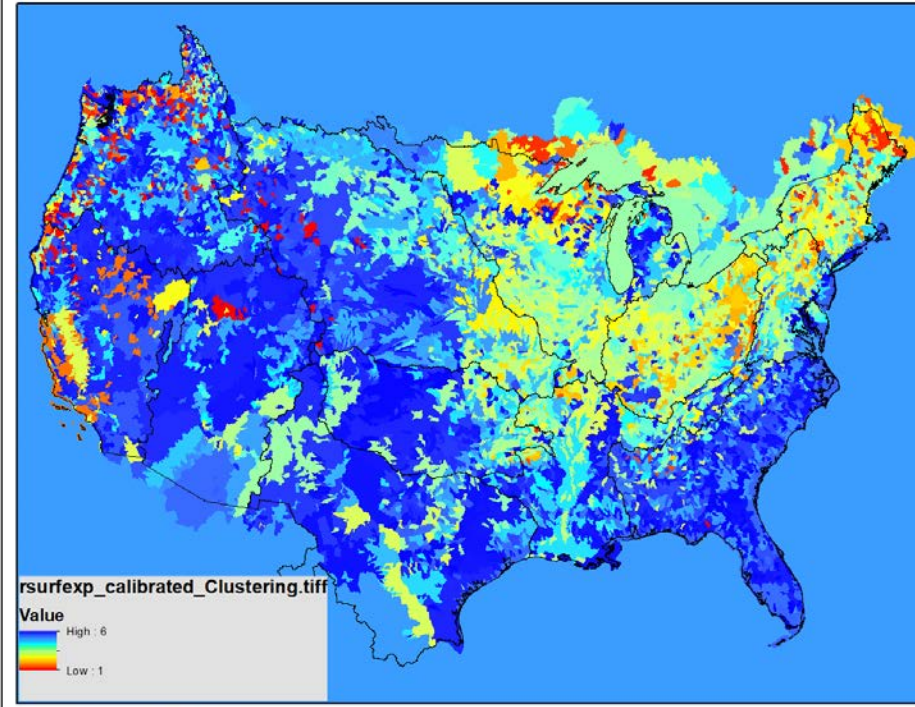 rsurfexp_calibrated_Clustering.tiff
Value
High : 6
Low : 1